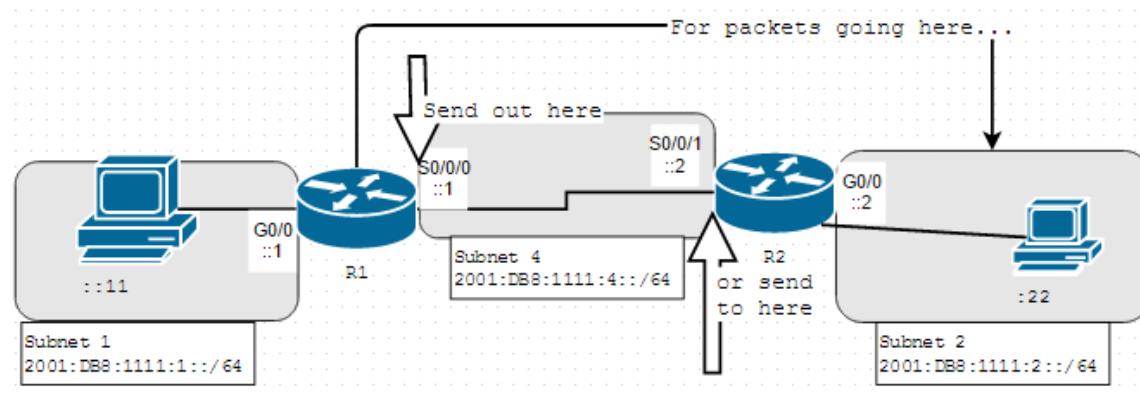 For packets going here...
Send out here
S0/0/0
::1
S0/0/1
::2
G0/0
::2
G0/0
::1
R1
R2
::11
Subnet 4
2001:DB8:1111:4::/64
or send
to here
:22
Subnet 1
2001:DB8:1111:1::/64
Subnet 2
2001:DB8:1111:2::/64